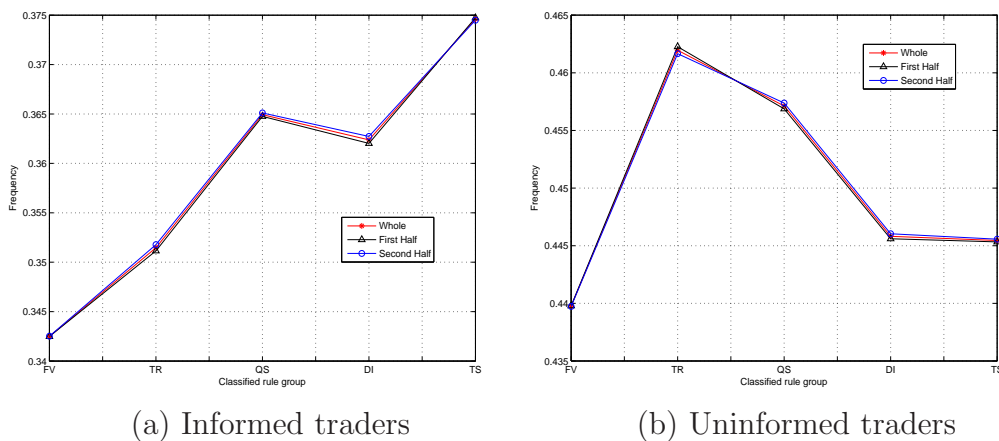 0.375
0.37
0.365
0.36
0.355
0.35
0.345
0.34
Frequency
Whole
First Half
Second Half
FV TR QS DI TS
Classified rule group
(a) Informed traders
0.465
0.46
0.455
0.45
0.445
0.44
0.435
Frequency
Whole
First Half
Second Half
FV TR QS DI TS
Classified rule group
(b) Uninformed traders